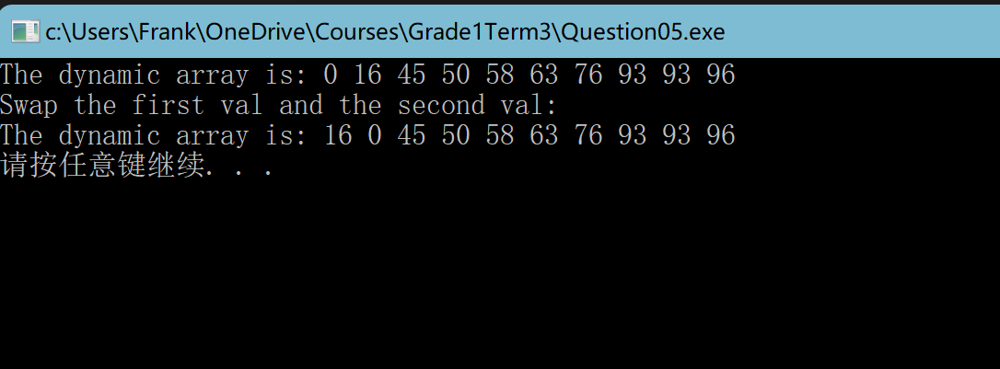 c:\Users\Frank\OneDrive\Courses\Grade1Term3\Question05.exe
The dynamic array is: 0 16 45 50 58 63 76 93 93 96
Swap the first val and the second val:
The dynamic array is: 16 0 45 50 58 63 76 93 93 96
请按任意键继续. . .